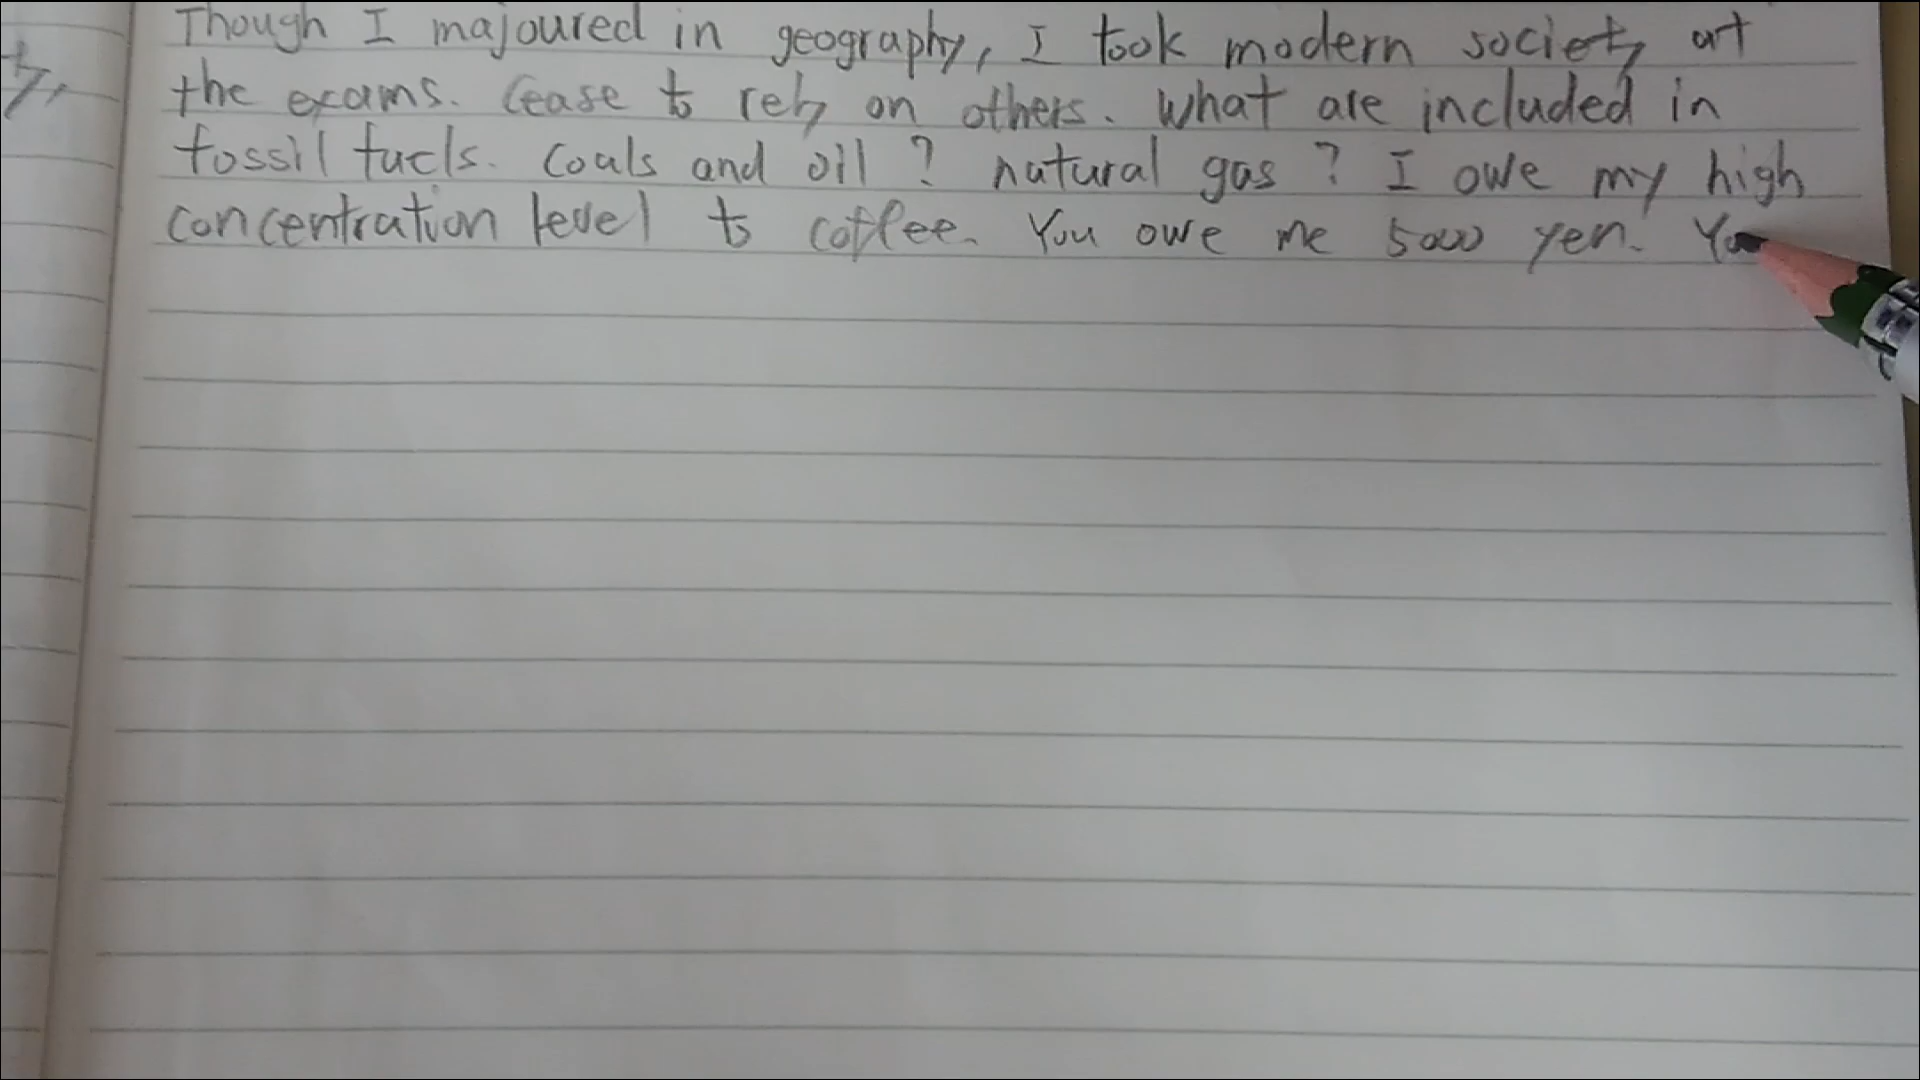 Though I majoured in geography, I took modern society at
the exams. Cease to rely on others. What are included in
fossil fuels. Coals and oil ? natural gas ? I owe my high
concentration level to coffee. You owe me 5000 yen. Yo